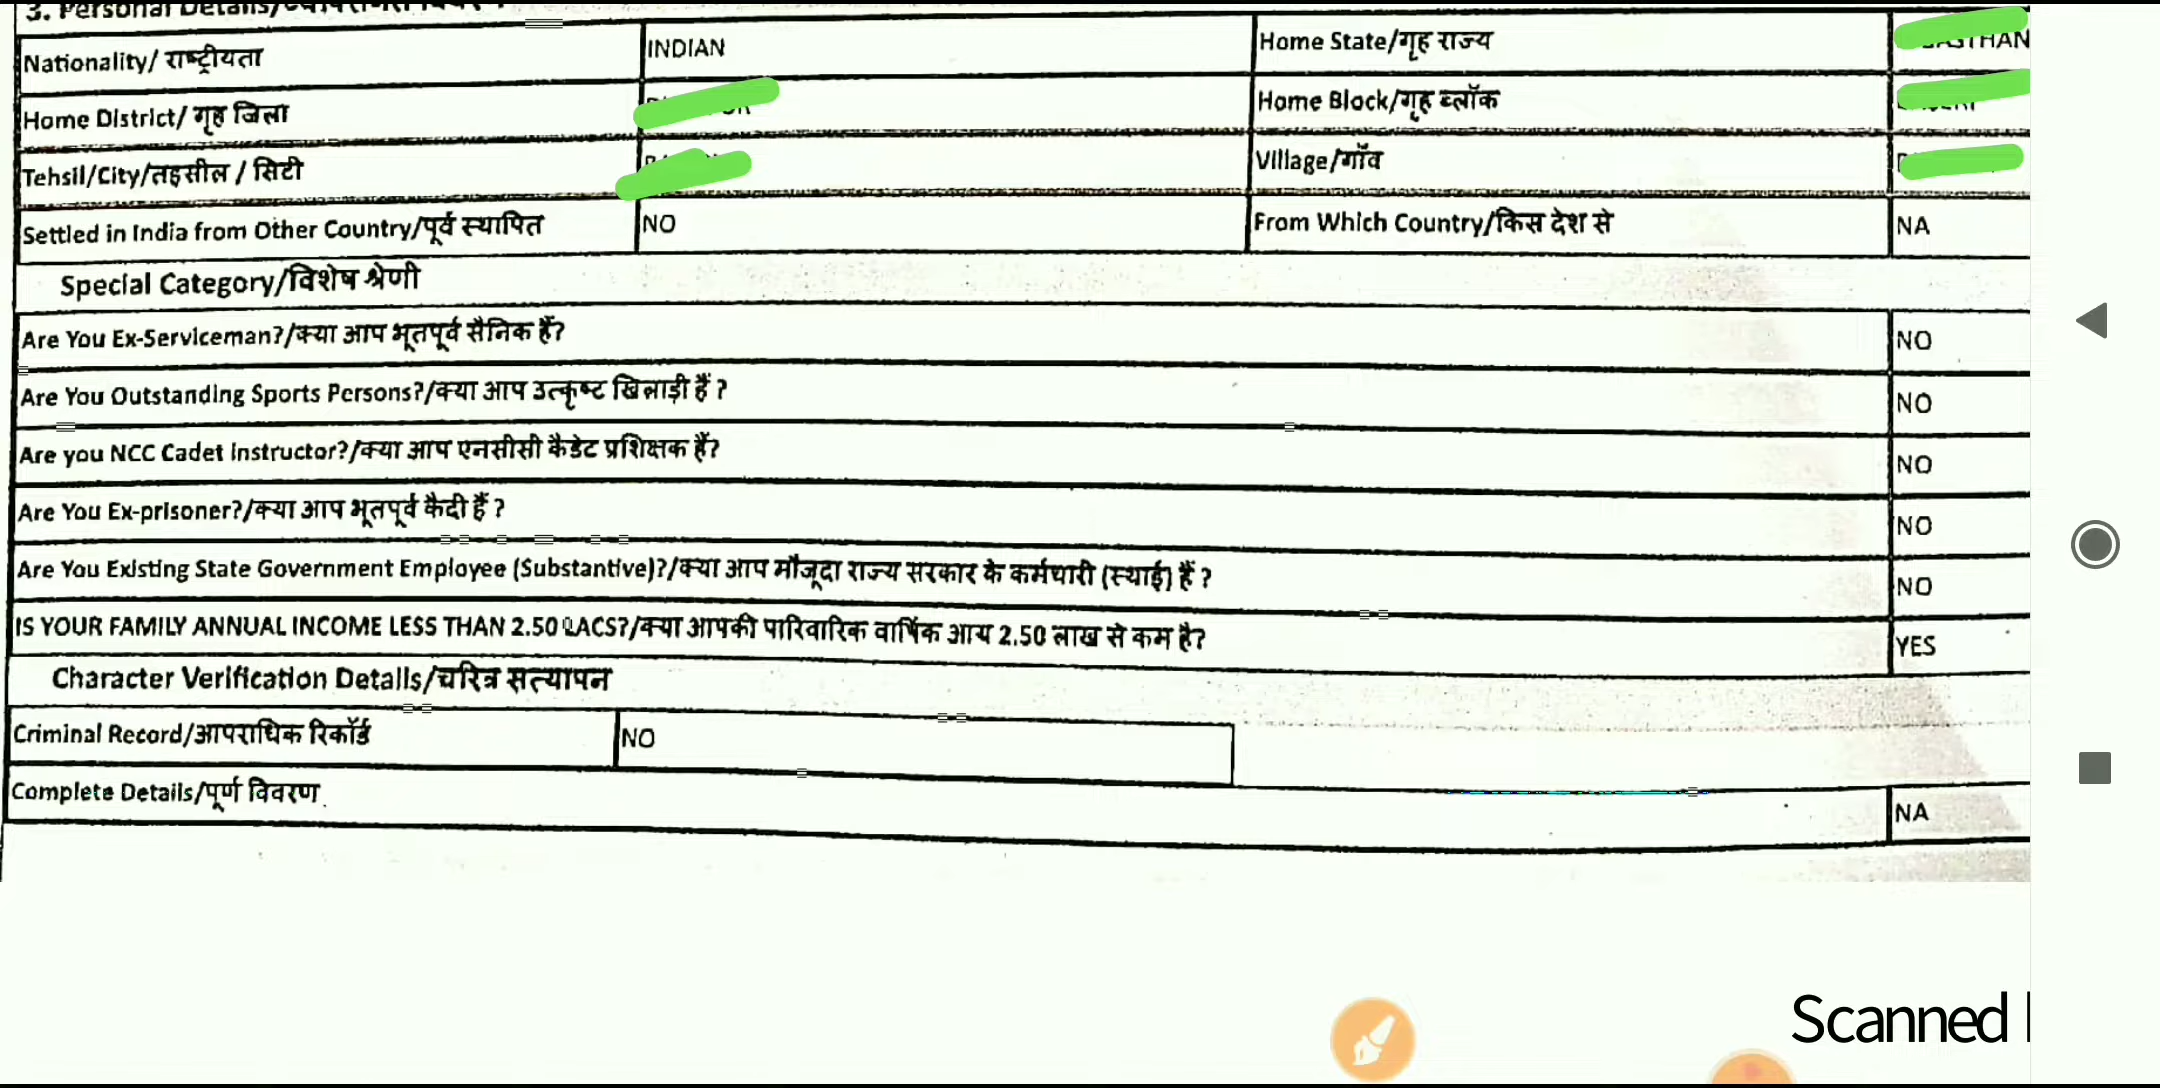 3. Personal Details/व्यक्तिगत विवरण
Nationality/ राष्ट्रीयता INDIAN Home State/गृह राज्य
Home District/ गृह जिला Home Block/गृह ब्लॉक
Tehsil/City/तहसील / सिटी Village/गाँव
Settled in India from Other Country/पूर्व स्थापित NO From Which Country/किस देश से NA
Special Category/विशेष श्रेणी
Are You Ex-Serviceman?/क्या आप भूतपूर्व सैनिक हैं? NO
Are You Outstanding Sports Persons?/क्या आप उत्कृष्ट खिलाड़ी हैं ? NO
Are you NCC Cadet Instructor?/क्या आप एनसीसी कैडेट प्रशिक्षक हैं? NO
Are You Ex-prisoner?/क्या आप भूतपूर्व कैदी हैं ? NO
Are You Existing State Government Employee (Substantive)?/क्या आप मौजूदा राज्य सरकार के कर्मचारी (स्थाई) हैं ? NO
IS YOUR FAMILY ANNUAL INCOME LESS THAN 2.50 LACS?/क्या आपकी पारिवारिक वार्षिक आय 2.50 लाख से कम है? YES
Character Verification Details/चरित्र सत्यापन
Criminal Record/आपराधिक रिकॉर्ड NO
Complete Details/पूर्ण विवरण NA
Scanned